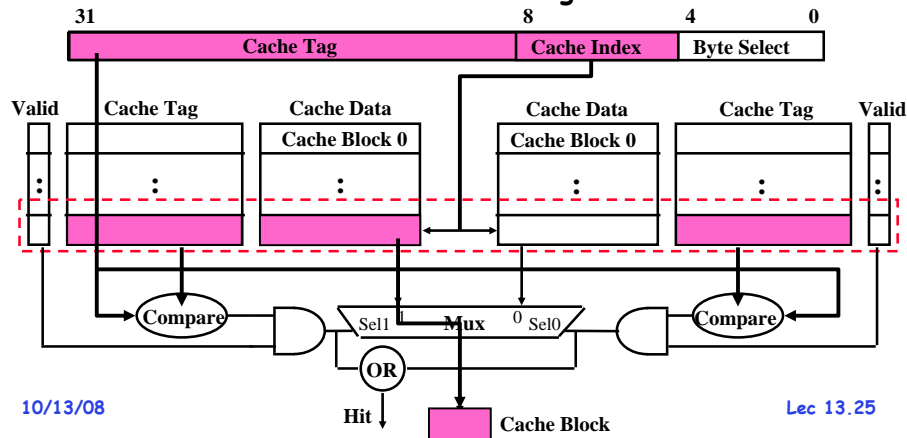 31 8 4 0
Cache Tag Cache Index Byte Select
Valid Cache Tag Cache Data Cache Data Cache Tag Valid
Cache Block 0 Cache Block 0
: : : : : :
Compare Sel1 1 Mux 0 Sel0 Compare
OR
10/13/08 Hit Cache Block Lec 13.25